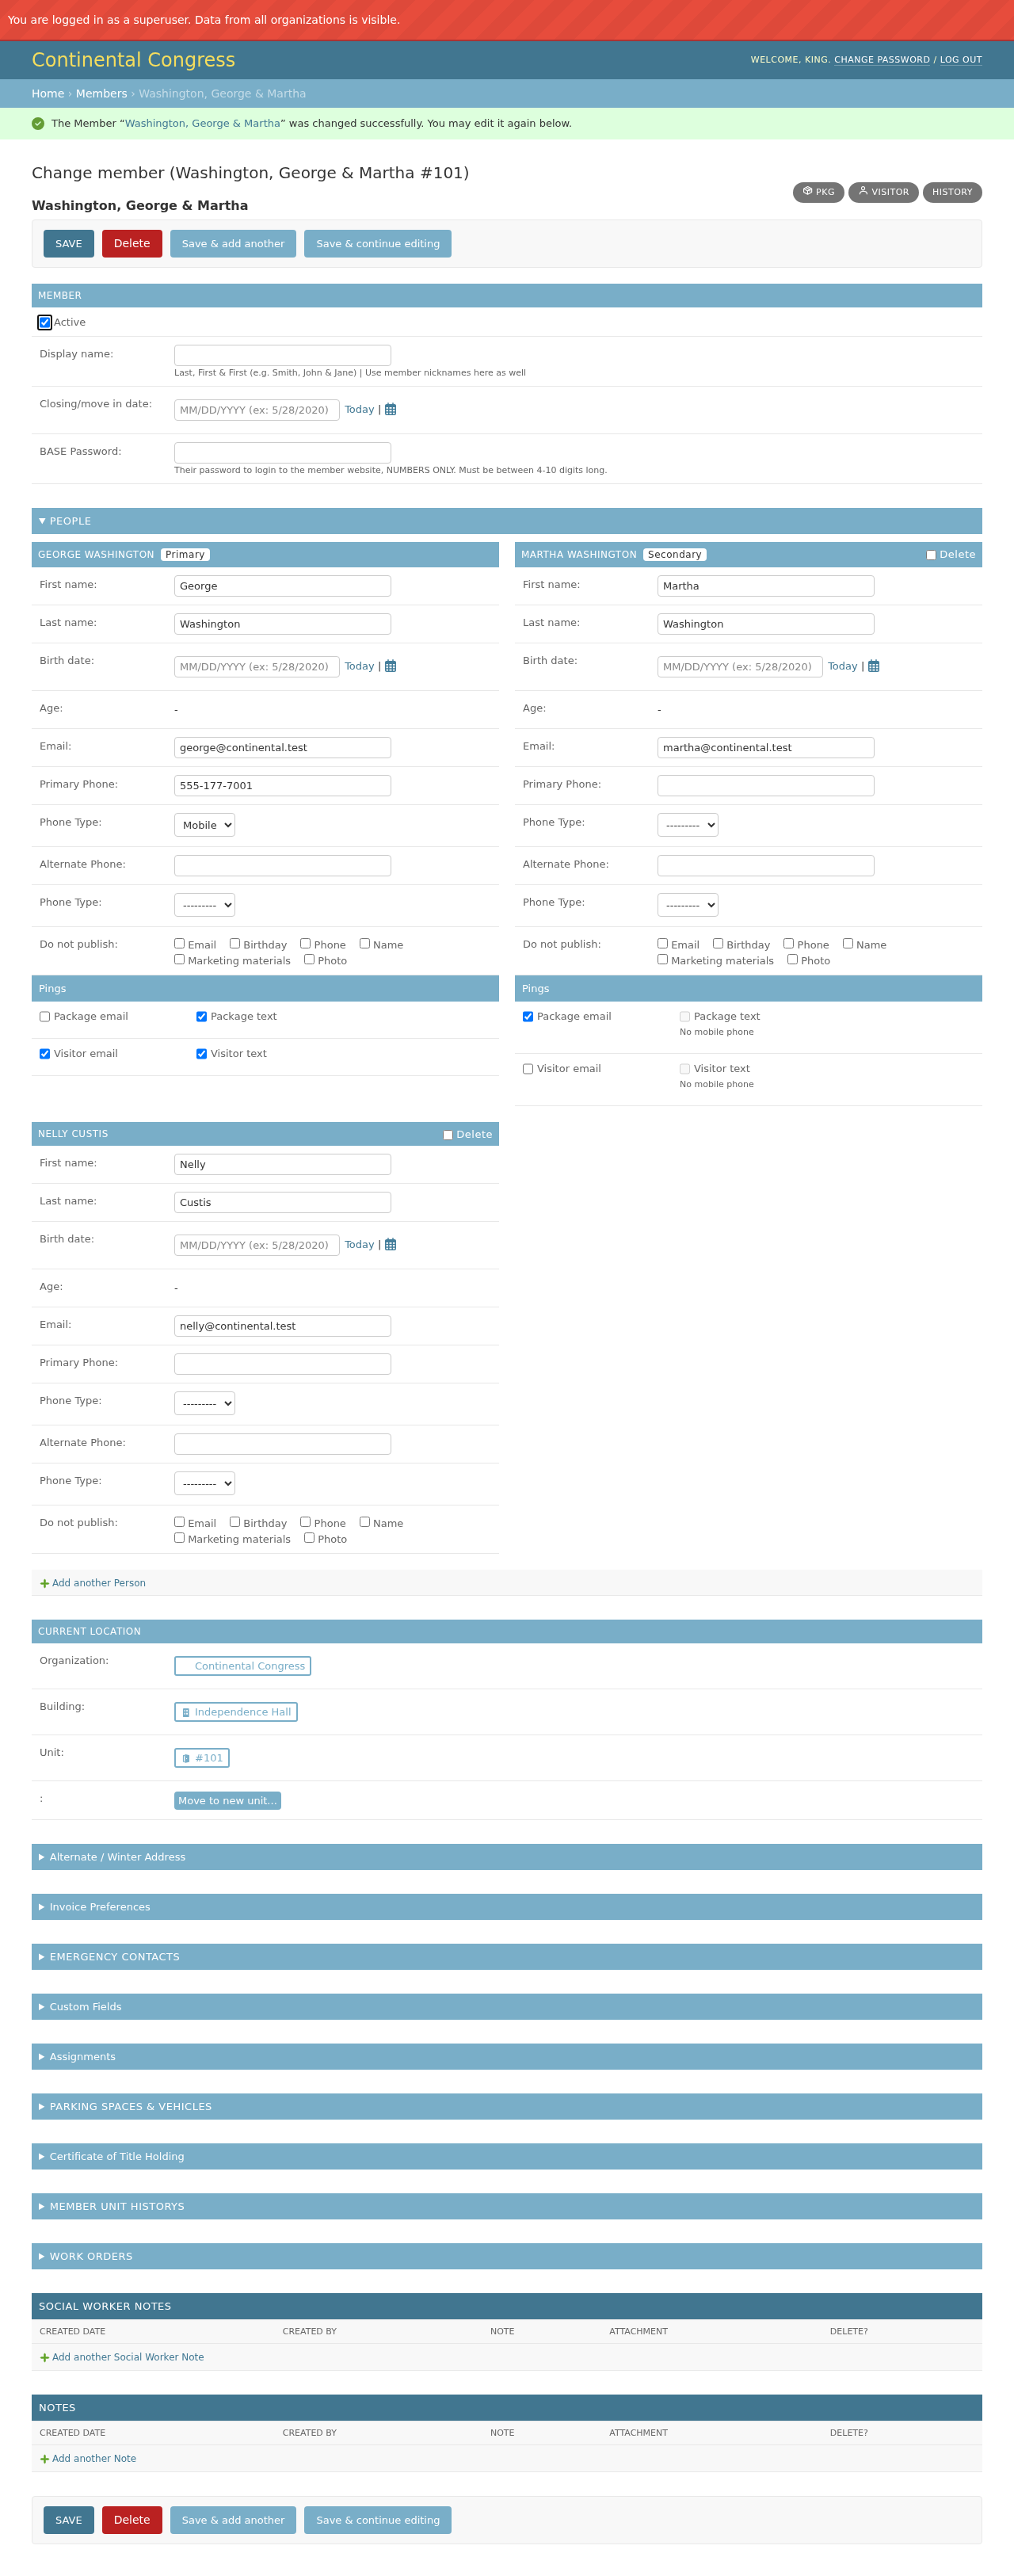 You are logged in as a superuser. Data from all organizations is visible.
Continental Congress
WELCOME, KING. CHANGE PASSWORD / LOG OUT
Home › Members › Washington, George & Martha
The Member “Washington, George & Martha” was changed successfully. You may edit it again below.
Change member (Washington, George & Martha #101)
PKG VISITOR HISTORY
Washington, George & Martha
SAVE Delete Save & add another Save & continue editing
MEMBER
Active
Display name:
Last, First & First (e.g. Smith, John & Jane) | Use member nicknames here as well
Closing/move in date: MM/DD/YYYY (ex: 5/28/2020) Today |
BASE Password:
Their password to login to the member website, NUMBERS ONLY. Must be between 4-10 digits long.
PEOPLE
GEORGE WASHINGTON Primary
First name: George
Last name: Washington
Birth date: MM/DD/YYYY (ex: 5/28/2020) Today |
Age: -
Email: george@continental.test
Primary Phone: 555-177-7001
Phone Type: Mobile
Alternate Phone:
Phone Type: ---------
Do not publish: Email Birthday Phone Name
Marketing materials Photo
Pings
Package email Package text
Visitor email Visitor text
MARTHA WASHINGTON Secondary Delete
First name: Martha
Last name: Washington
Birth date: MM/DD/YYYY (ex: 5/28/2020) Today |
Age: -
Email: martha@continental.test
Primary Phone:
Phone Type: ---------
Alternate Phone:
Phone Type: ---------
Do not publish: Email Birthday Phone Name
Marketing materials Photo
Pings
Package email Package text
No mobile phone
Visitor email Visitor text
No mobile phone
NELLY CUSTIS Delete
First name: Nelly
Last name: Custis
Birth date: MM/DD/YYYY (ex: 5/28/2020) Today |
Age: -
Email: nelly@continental.test
Primary Phone:
Phone Type: ---------
Alternate Phone:
Phone Type: ---------
Do not publish: Email Birthday Phone Name
Marketing materials Photo
Add another Person
CURRENT LOCATION
Organization: Continental Congress
Building: Independence Hall
Unit: #101
: Move to new unit...
Alternate / Winter Address
Invoice Preferences
EMERGENCY CONTACTS
Custom Fields
Assignments
PARKING SPACES & VEHICLES
Certificate of Title Holding
MEMBER UNIT HISTORYS
WORK ORDERS
SOCIAL WORKER NOTES
CREATED DATE CREATED BY NOTE ATTACHMENT DELETE?
Add another Social Worker Note
NOTES
CREATED DATE CREATED BY NOTE ATTACHMENT DELETE?
Add another Note
SAVE Delete Save & add another Save & continue editing